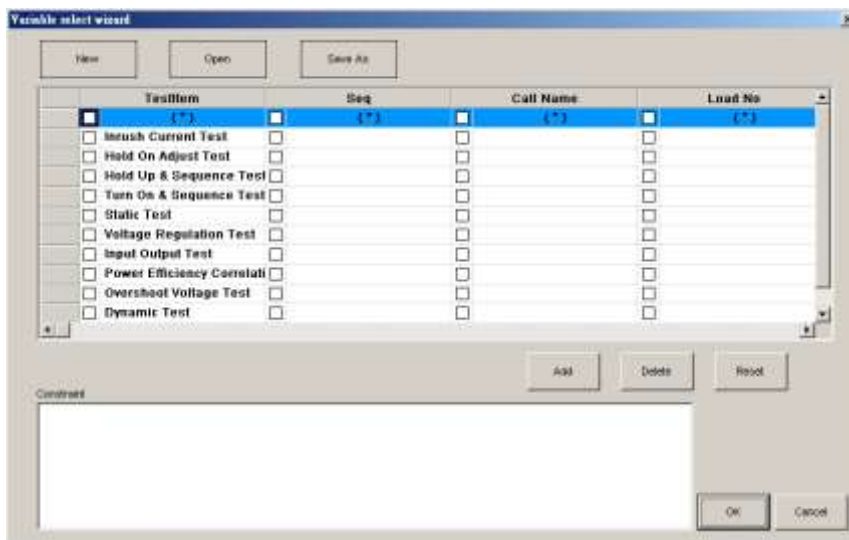 Variable select wizard
New Open Save As
TestItem Seq Call Name Load No
(*) (*) (*) (*)
Inrush Current Test
Hold On Adjust Test
Hold Up & Sequence Test
Turn On & Sequence Test
Static Test
Voltage Regulation Test
Input Output Test
Power Efficiency Correlati
Overshoot Voltage Test
Dynamic Test
Add Delete Reset
Constraint
OK Cancel